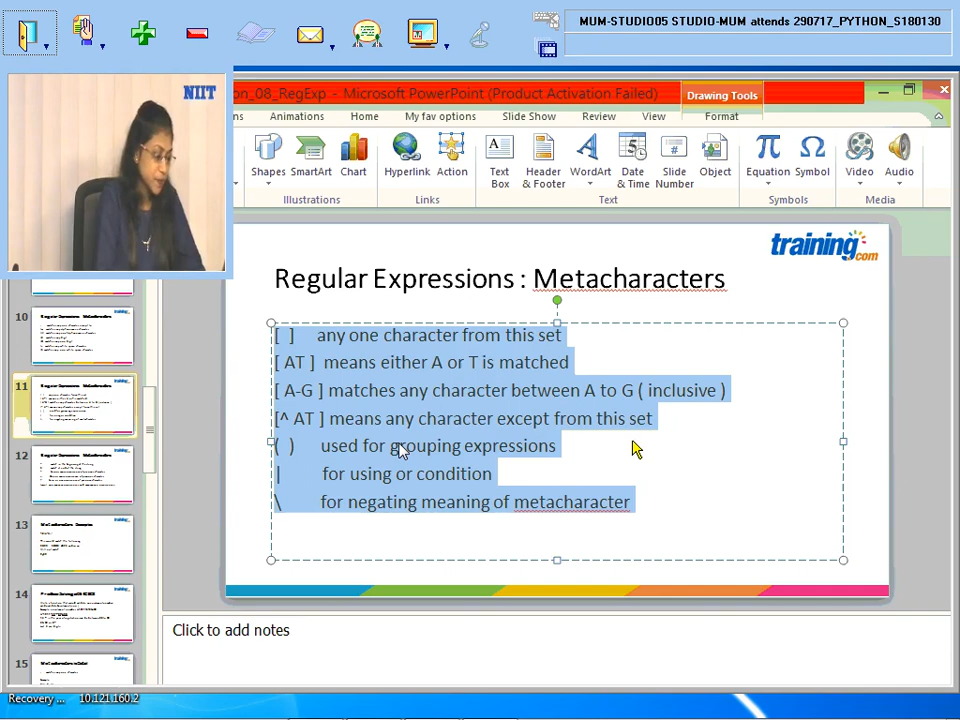 MUM-STUDIO05 STUDIO-MUM attends 290717_PYTHON_S180130
NIIT
on_08_RegExp - Microsoft PowerPoint (Product Activation Failed)
Drawing Tools
ns Animations Home My fav options Slide Show Review View Format
Shapes SmartArt Chart Hyperlink Action Text Box Header & Footer WordArt Date & Time Slide Number Object Equation Symbol Video Audio
Illustrations Links Text Symbols Media
training.com
Regular Expressions : Metacharacters
[ ] any one character from this set
[ AT ] means either A or T is matched
[ A-G ] matches any character between A to G ( inclusive )
[^ AT ] means any character except from this set
( ) used for grouping expressions
| for using or condition
\ for negating meaning of metacharacter
10
11
12
13
14
15
Click to add notes
Recovery ... 10.121.160.2